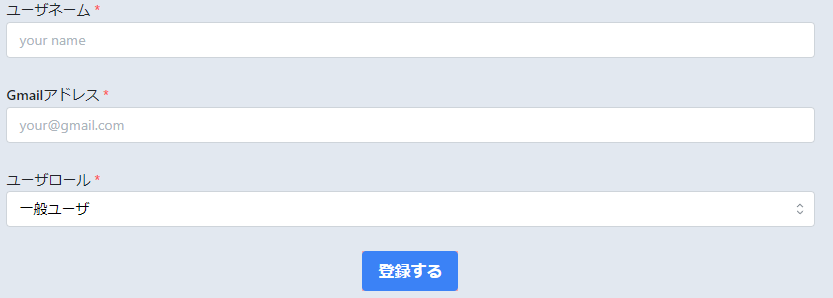 ユーザネーム *
your name
Gmailアドレス *
your@gmail.com
ユーザロール *
一般ユーザ
登録する